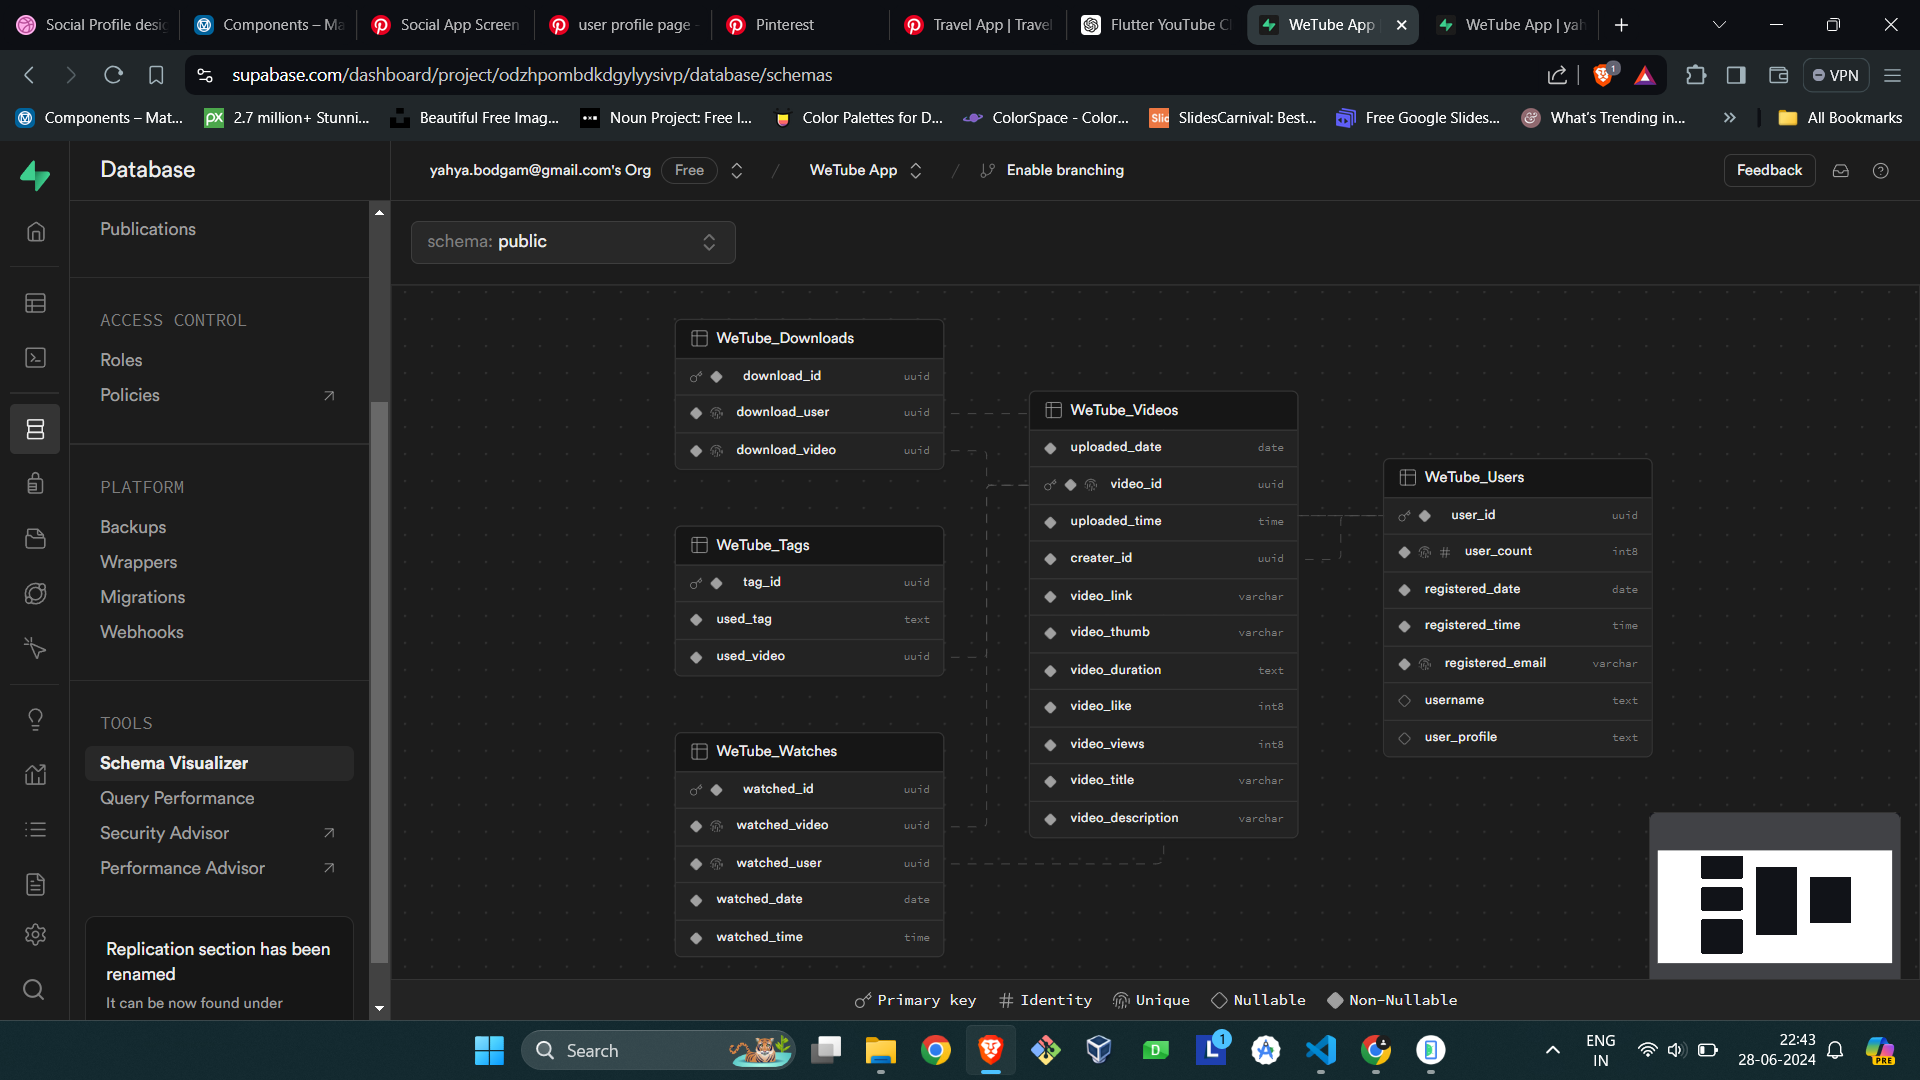 Social Profile desig
Components – Ma
Social App Screen
user profile page -
Pinterest
Travel App | Travel
Flutter YouTube C
WeTube App |
WeTube App | yah
supabase.com/dashboard/project/odzhpombdkdgylyysivp/database/schemas
1
VPN
Components – Mat...
2.7 million+ Stunni...
Beautiful Free Imag...
Noun Project: Free I...
Color Palettes for D...
ColorSpace - Color...
SlidesCarnival: Best...
Free Google Slides...
What's Trending in...
All Bookmarks
Database
yahya.bodgam@gmail.com's Org
Free
WeTube App
Enable branching
Feedback
Publications
schema: public
ACCESS CONTROL
Roles
Policies
PLATFORM
Backups
Wrappers
Migrations
Webhooks
TOOLS
Schema Visualizer
Query Performance
Security Advisor
Performance Advisor
Replication section has been
renamed
It can be now found under
WeTube_Downloads
download_id uuid
download_user uuid
download_video uuid
WeTube_Tags
tag_id uuid
used_tag text
used_video uuid
WeTube_Watches
watched_id uuid
watched_video uuid
watched_user uuid
watched_date date
watched_time time
WeTube_Videos
uploaded_date date
video_id uuid
uploaded_time time
creater_id uuid
video_link varchar
video_thumb varchar
video_duration text
video_like int8
video_views int8
video_title varchar
video_description varchar
WeTube_Users
user_id uuid
user_count int8
registered_date date
registered_time time
registered_email varchar
username text
user_profile text
Primary key
Identity
Unique
Nullable
Non-Nullable
Search
D
L
1
ENG
IN
22:43
28-06-2024
PRE